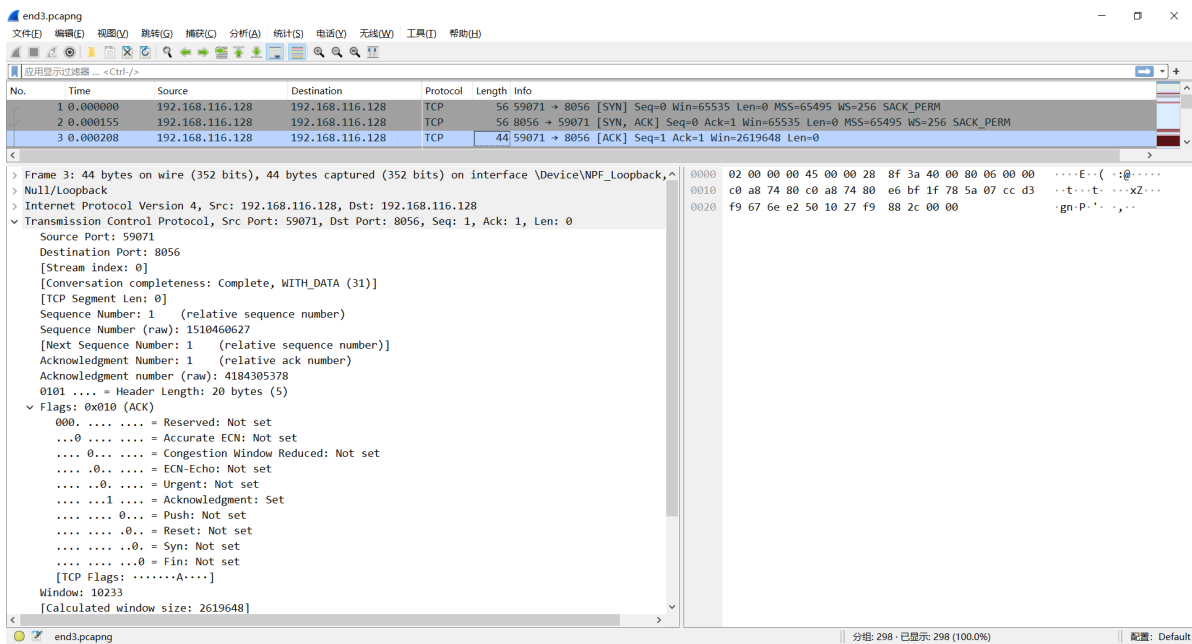 end3.pcapng
文件(F) 编辑(E) 视图(V) 跳转(G) 捕获(C) 分析(A) 统计(S) 电话(Y) 无线(W) 工具(T) 帮助(H)
应用显示过滤器 … <Ctrl-/>
No. Time Source Destination Protocol Length Info
1 0.000000 192.168.116.128 192.168.116.128 TCP 56 59071 → 8056 [SYN] Seq=0 Win=65535 Len=0 MSS=65495 WS=256 SACK_PERM
2 0.000155 192.168.116.128 192.168.116.128 TCP 56 8056 → 59071 [SYN, ACK] Seq=0 Ack=1 Win=65535 Len=0 MSS=65495 WS=256 SACK_PERM
3 0.000208 192.168.116.128 192.168.116.128 TCP 44 59071 → 8056 [ACK] Seq=1 Ack=1 Win=2619648 Len=0
Frame 3: 44 bytes on wire (352 bits), 44 bytes captured (352 bits) on interface \Device\NPF_Loopback,
Null/Loopback
Internet Protocol Version 4, Src: 192.168.116.128, Dst: 192.168.116.128
Transmission Control Protocol, Src Port: 59071, Dst Port: 8056, Seq: 1, Ack: 1, Len: 0
Source Port: 59071
Destination Port: 8056
[Stream index: 0]
[Conversation completeness: Complete, WITH_DATA (31)]
[TCP Segment Len: 0]
Sequence Number: 1 (relative sequence number)
Sequence Number (raw): 1510460627
[Next Sequence Number: 1 (relative sequence number)]
Acknowledgment Number: 1 (relative ack number)
Acknowledgment number (raw): 4184305378
0101 .... = Header Length: 20 bytes (5)
Flags: 0x010 (ACK)
000. .... .... = Reserved: Not set
...0 .... .... = Accurate ECN: Not set
.... 0... .... = Congestion Window Reduced: Not set
.... .0.. .... = ECN-Echo: Not set
.... ..0. .... = Urgent: Not set
.... ...1 .... = Acknowledgment: Set
.... .... 0... = Push: Not set
.... .... .0.. = Reset: Not set
.... .... ..0. = Syn: Not set
.... .... ...0 = Fin: Not set
[TCP Flags: ·······A····]
Window: 10233
[Calculated window size: 2619648]
0000 02 00 00 00 45 00 00 28 8f 3a 40 00 80 06 00 00 ····E··( ·:@·····
0010 c0 a8 74 80 c0 a8 74 80 e6 bf 1f 78 5a 07 cc d3 ··t···t· ···xZ···
0020 f9 67 6e e2 50 10 27 f9 88 2c 00 00 ·gn·P·'· ·,··
end3.pcapng 分组: 298 · 已显示: 298 (100.0%) 配置: Default